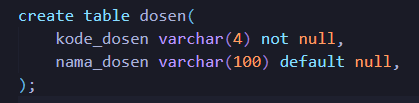 create table dosen(
    kode_dosen varchar(4) not null,
    nama_dosen varchar(100) default null,
);